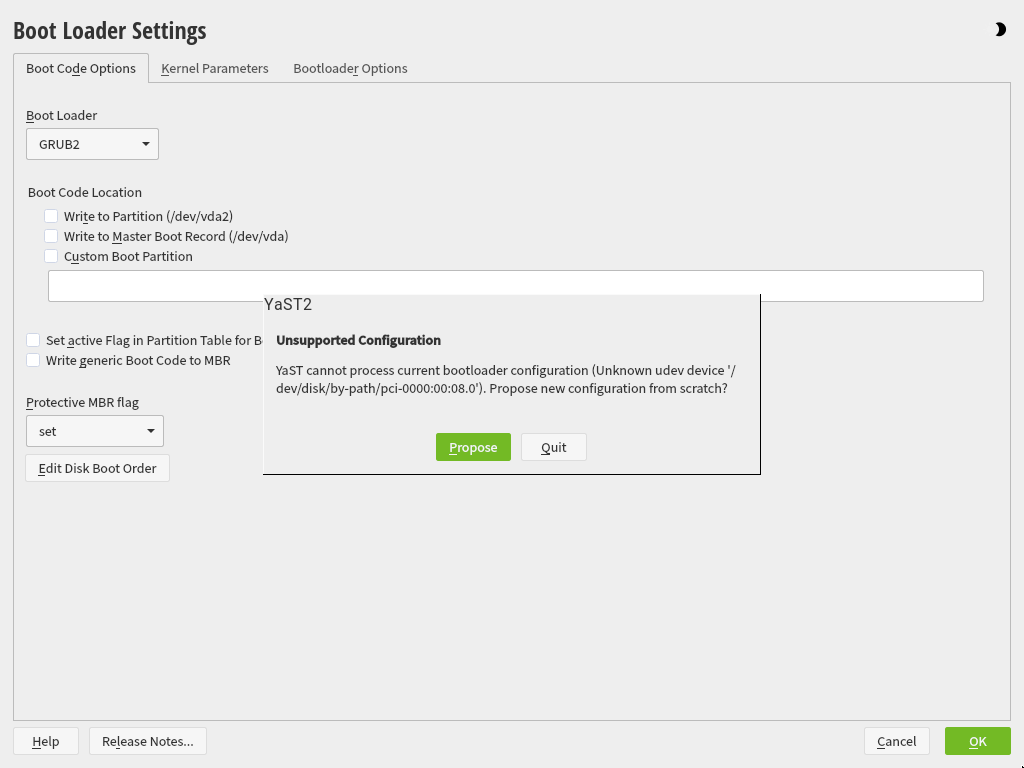 Boot Loader Settings
Boot Code Options
Kernel Parameters
Bootloader Options
Boot Loader
GRUB2
Boot Code Location
Write to Partition (/dev/vda2)
Write to Master Boot Record (/dev/vda)
Custom Boot Partition
YaST2
Set active Flag in Partition Table for
Unsupported Configuration
Write generic Boot Code to MBR
YaST cannot process current bootloader configuration (Unknown udev device '/
dev/disk/by-path/pci-0000:00:08.0'). Propose new configuration from scratch?
Protective MBR flag
set
Propose
Quit
Edit Disk Boot Order
Help
Release Notes...
Cancel
OK